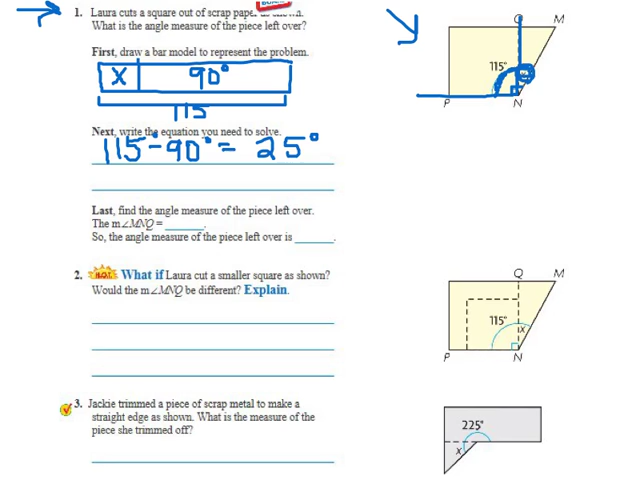 1. Laura cuts a square out of scrap paper as shown.
What is the angle measure of the piece left over?
First, draw a bar model to represent the problem.
X 90°
115
Next, write the equation you need to solve.
115° - 90° = 25°
Last, find the angle measure of the piece left over.
The m∠MNQ = ______.
So, the angle measure of the piece left over is ______.
Q M
115°
P N
2. H.O.T. What if Laura cut a smaller square as shown?
Would the m∠MNQ be different? Explain.
Q M
115°
x
P N
3. Jackie trimmed a piece of scrap metal to make a
straight edge as shown. What is the measure of the
piece she trimmed off?
225°
x